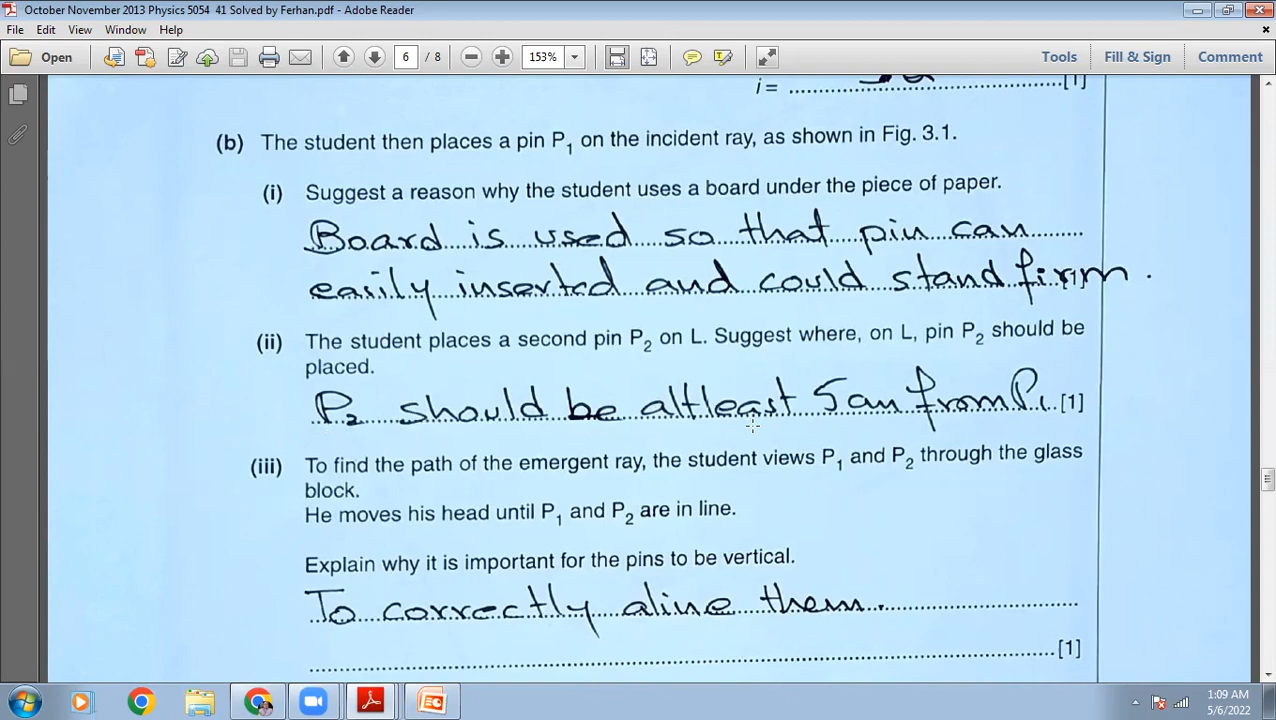 October November 2013 Physics 5054 41 Solved by Ferhan.pdf - Adobe Reader
File Edit View Window Help
Open 6 / 8 153% Tools Fill & Sign Comment
i = [1]
(b) The student then places a pin P1 on the incident ray, as shown in Fig. 3.1.
(i) Suggest a reason why the student uses a board under the piece of paper.
Board is used so that pin can
easily inserted and could stand firm. [1]
(ii) The student places a second pin P2 on L. Suggest where, on L, pin P2 should be
placed.
P2 should be altleast 5cm from P1. [1]
(iii) To find the path of the emergent ray, the student views P1 and P2 through the glass
block.
He moves his head until P1 and P2 are in line.
Explain why it is important for the pins to be vertical.
To correctly aline them.
[1]
1:09 AM
5/6/2022